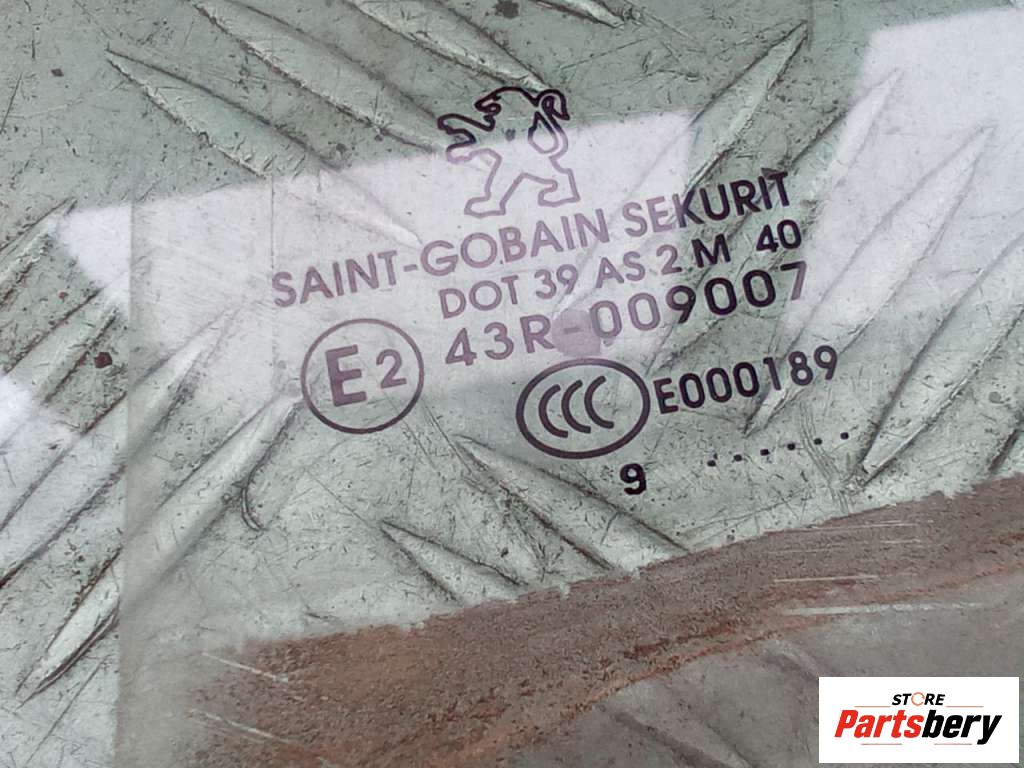 SAINT-GOBAIN SEKURIT
DOT 39 AS 2 M 40
E2 43R-009007
CCC E000189
9 ......
STORE
Partsbery